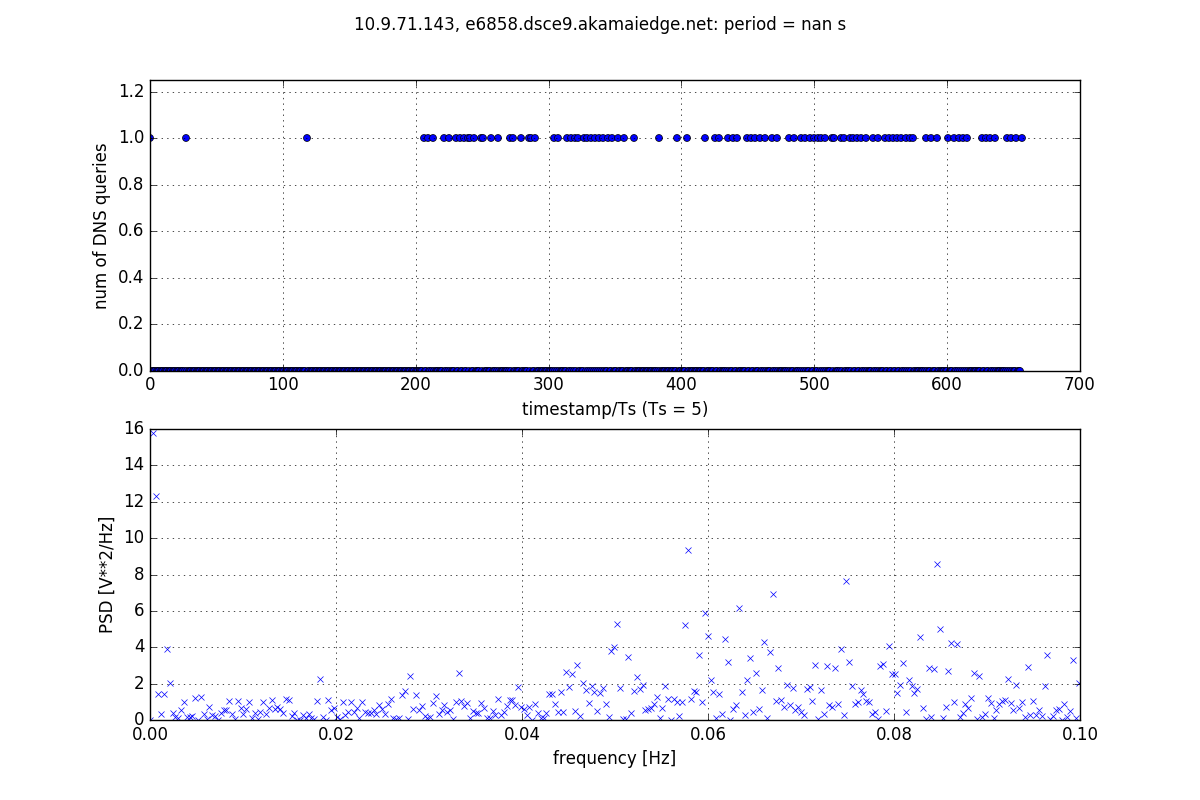 10.9.71.143, e6858.dsce9.akamaiedge.net: period = nan s
1.2
1.0
0.8
0.6
0.4
0.2
0.0
num of DNS queries
0 100 200 300 400 500 600 700
timestamp/Ts (Ts = 5)
16
14
12
10
8
6
4
2
0
PSD [V**2/Hz]
0.00 0.02 0.04 0.06 0.08 0.10
frequency [Hz]